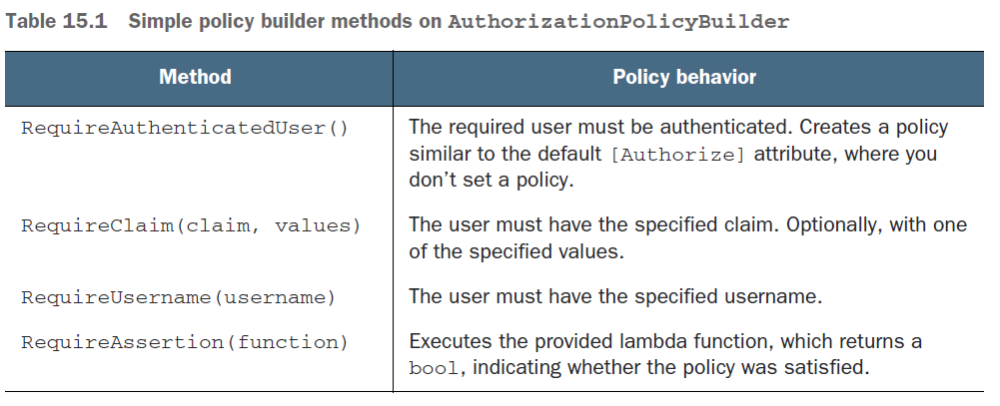 Table 15.1 Simple policy builder methods on AuthorizationPolicyBuilder
Method Policy behavior
RequireAuthenticatedUser() The required user must be authenticated. Creates a policy
similar to the default [Authorize] attribute, where you
don’t set a policy.
RequireClaim(claim, values) The user must have the specified claim. Optionally, with one
of the specified values.
RequireUsername(username) The user must have the specified username.
RequireAssertion(function) Executes the provided lambda function, which returns a
bool, indicating whether the policy was satisfied.